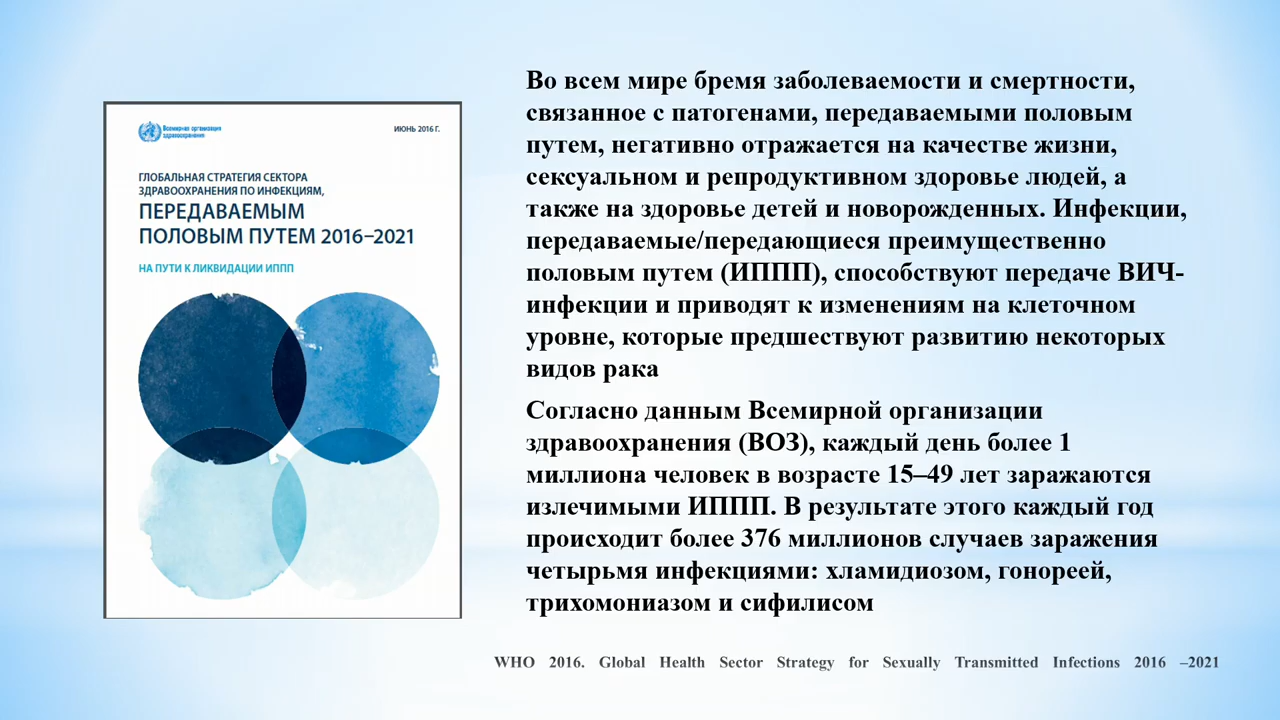 Всемирная организация
здравоохранения
ИЮНЬ 2016 Г.
ГЛОБАЛЬНАЯ СТРАТЕГИЯ СЕКТОРА
ЗДРАВООХРАНЕНИЯ ПО ИНФЕКЦИЯМ,
ПЕРЕДАВАЕМЫМ
ПОЛОВЫМ ПУТЕМ 2016–2021
НА ПУТИ К ЛИКВИДАЦИИ ИППП
Во всем мире бремя заболеваемости и смертности,
связанное с патогенами, передаваемыми половым
путем, негативно отражается на качестве жизни,
сексуальном и репродуктивном здоровье людей, а
также на здоровье детей и новорожденных. Инфекции,
передаваемые/передающиеся преимущественно
половым путем (ИППП), способствуют передаче ВИЧ-
инфекции и приводят к изменениям на клеточном
уровне, которые предшествуют развитию некоторых
видов рака
Согласно данным Всемирной организации
здравоохранения (ВОЗ), каждый день более 1
миллиона человек в возрасте 15–49 лет заражаются
излечимыми ИППП. В результате этого каждый год
происходит более 376 миллионов случаев заражения
четырьмя инфекциями: хламидиозом, гонореей,
трихомониазом и сифилисом
WHO 2016. Global Health Sector Strategy for Sexually Transmitted Infections 2016 –2021